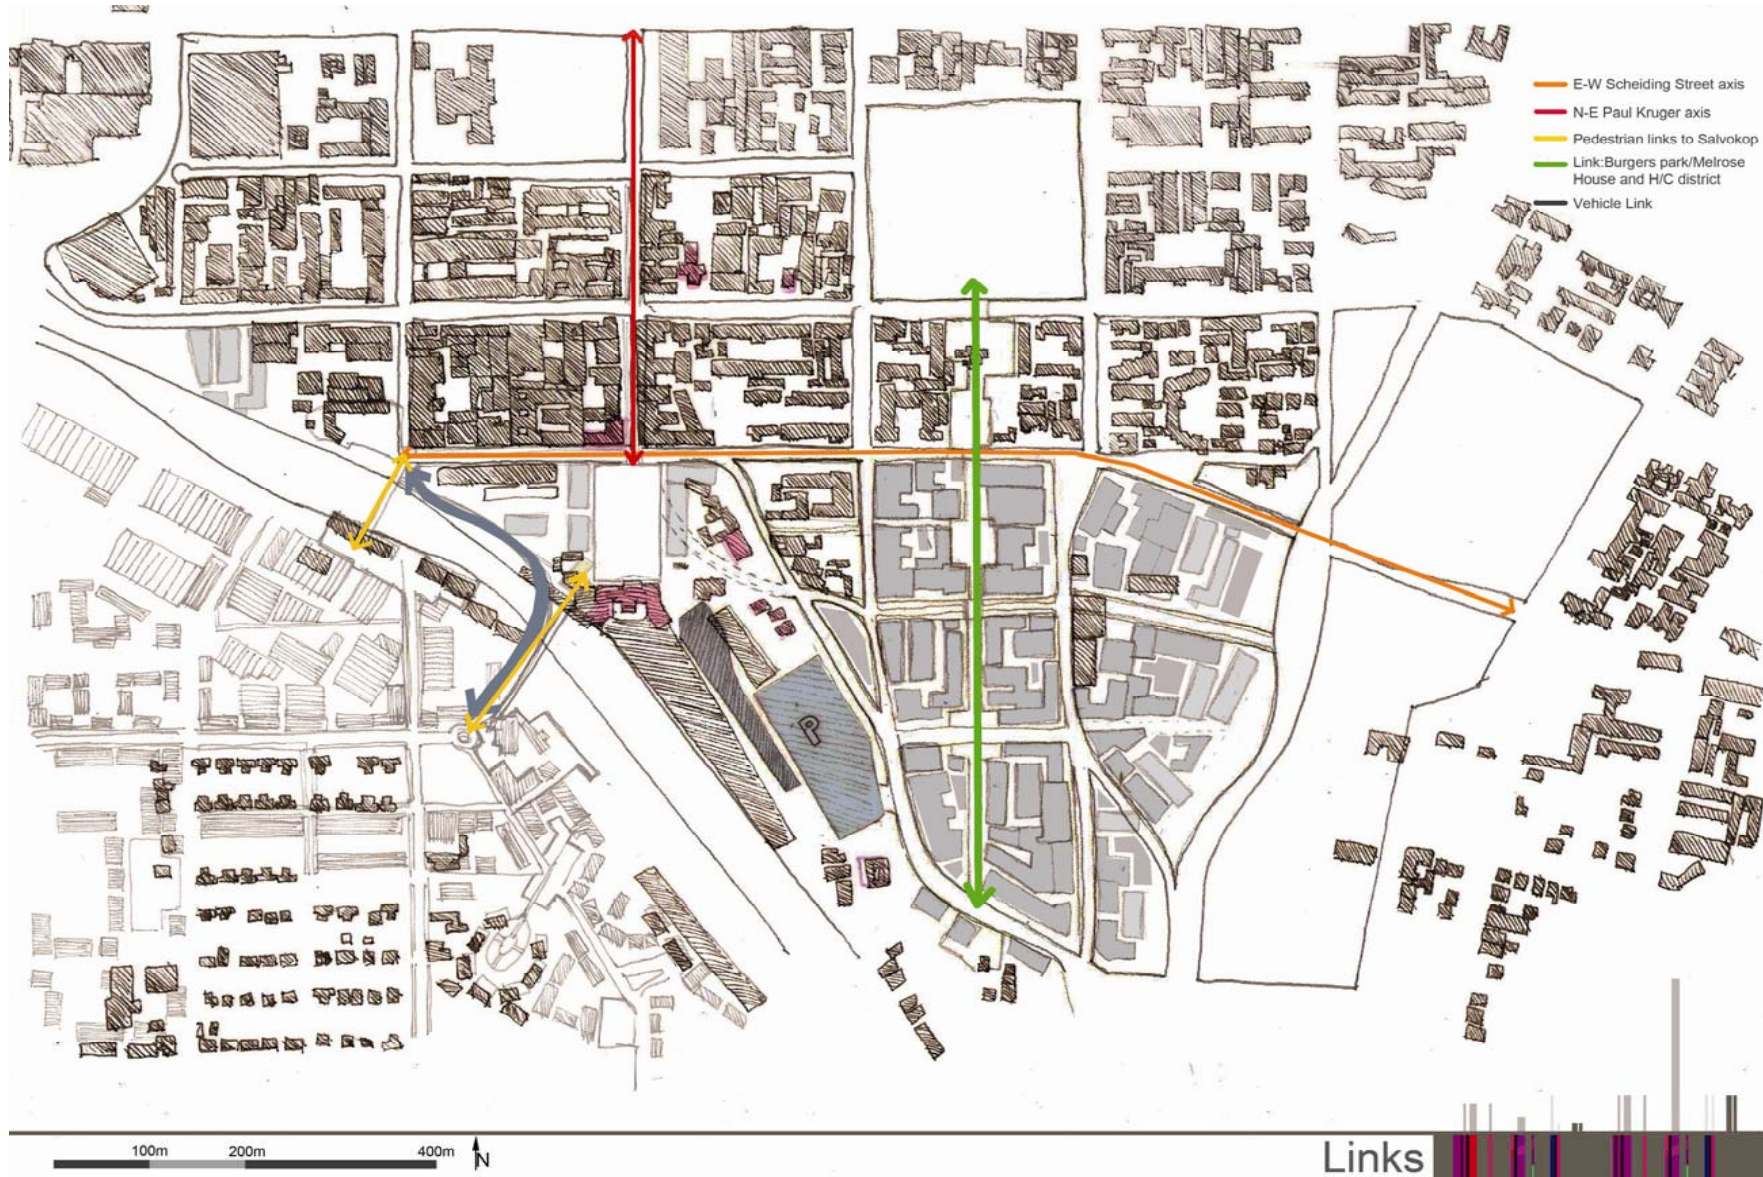 E-W Scheiding Street axis
N-E Paul Kruger axis
Pedestrian links to Salvokop
Link:Burgers park/Melrose
House and H/C district
Vehicle Link
P
100m
200m
400m
N
Links